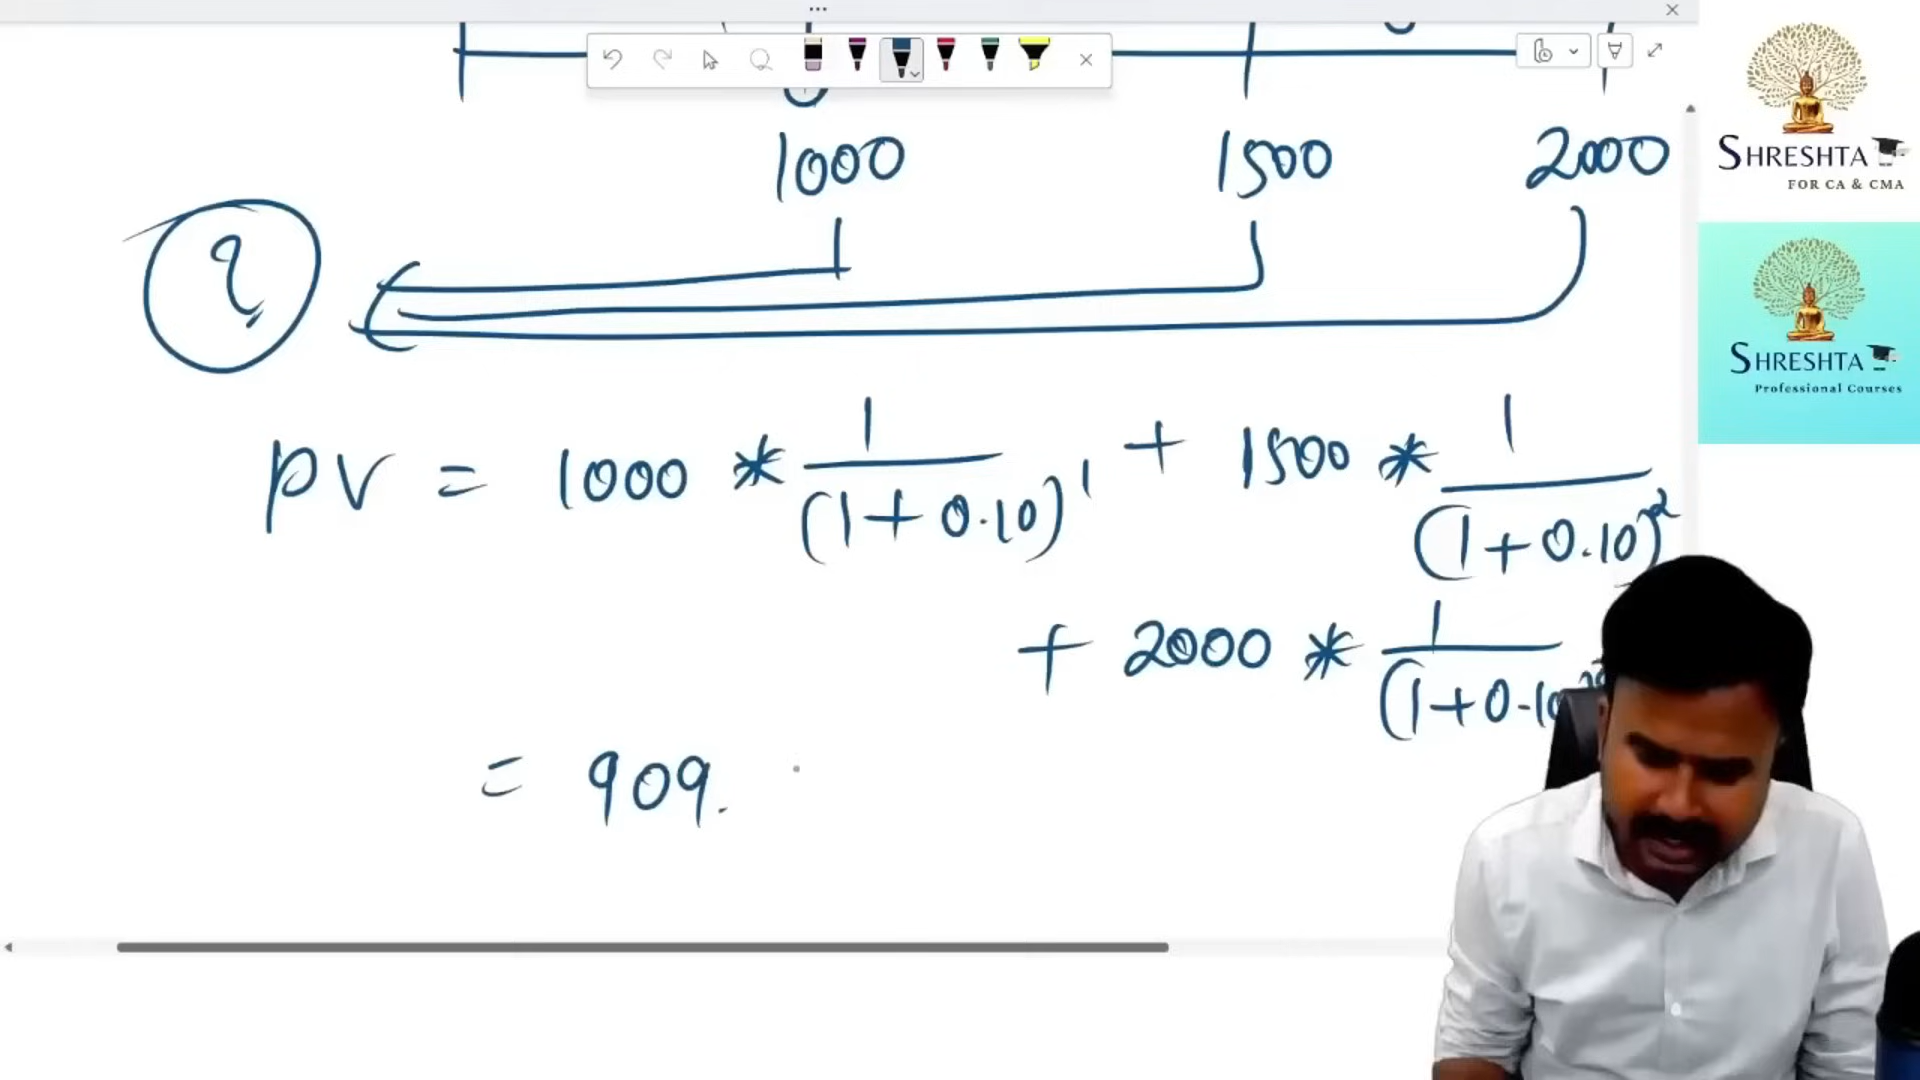 1000 1500 2000
?
PV = 1000 * 1/(1+0.10)^1 + 1500 * 1/(1+0.10)^2
+ 2000 * 1/(1+0.10
= 909.
SHRESHTA
FOR CA & CMA
SHRESHTA
Professional Courses